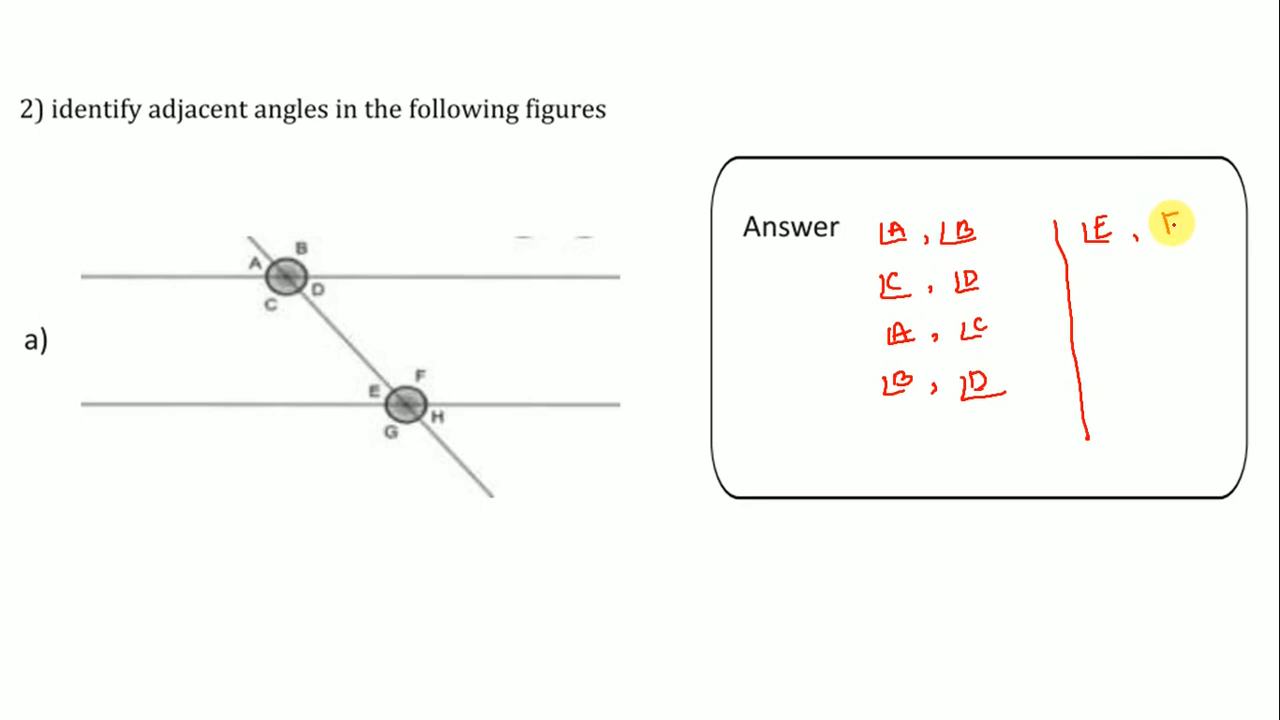 2) identify adjacent angles in the following figures
Answer
∠A , ∠B
∠C , ∠D
∠A , ∠C
∠B , ∠D
∠E ,
a)
A
B
C
D
E
F
G
H